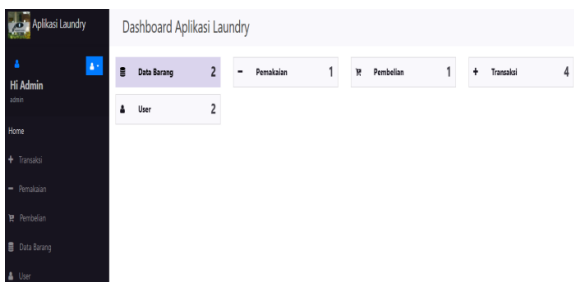 Aplikasi Laundry
Hi Admin
admin
Home
Transaksi
Pemakaian
Pembelian
Data Barang
User
Dashboard Aplikasi Laundry
Data Barang 2
Pemakaian 1
Pembelian 1
Transaksi 4
User 2